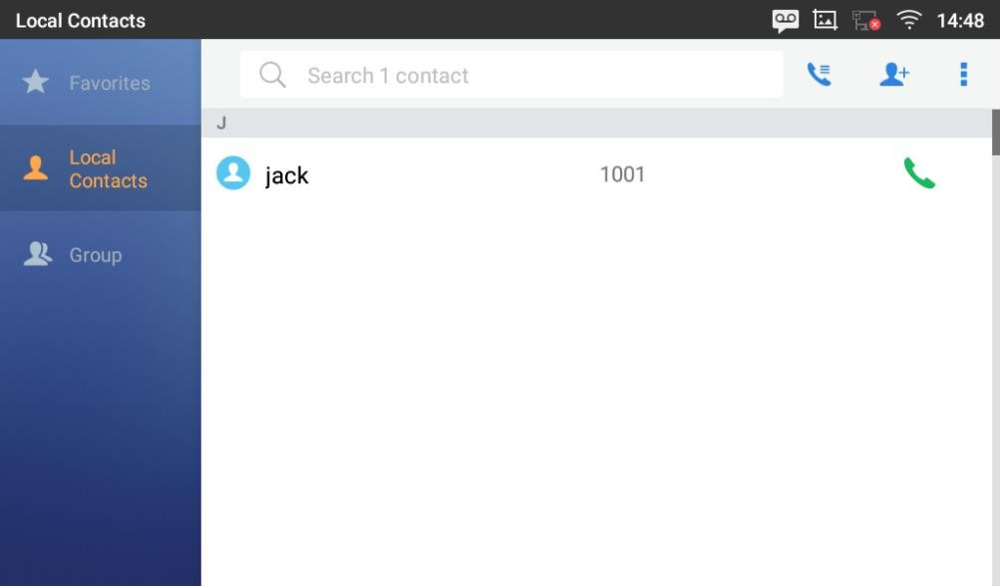 Local Contacts
14:48
Favorites
Local
Contacts
Group
Search 1 contact
J
jack 1001